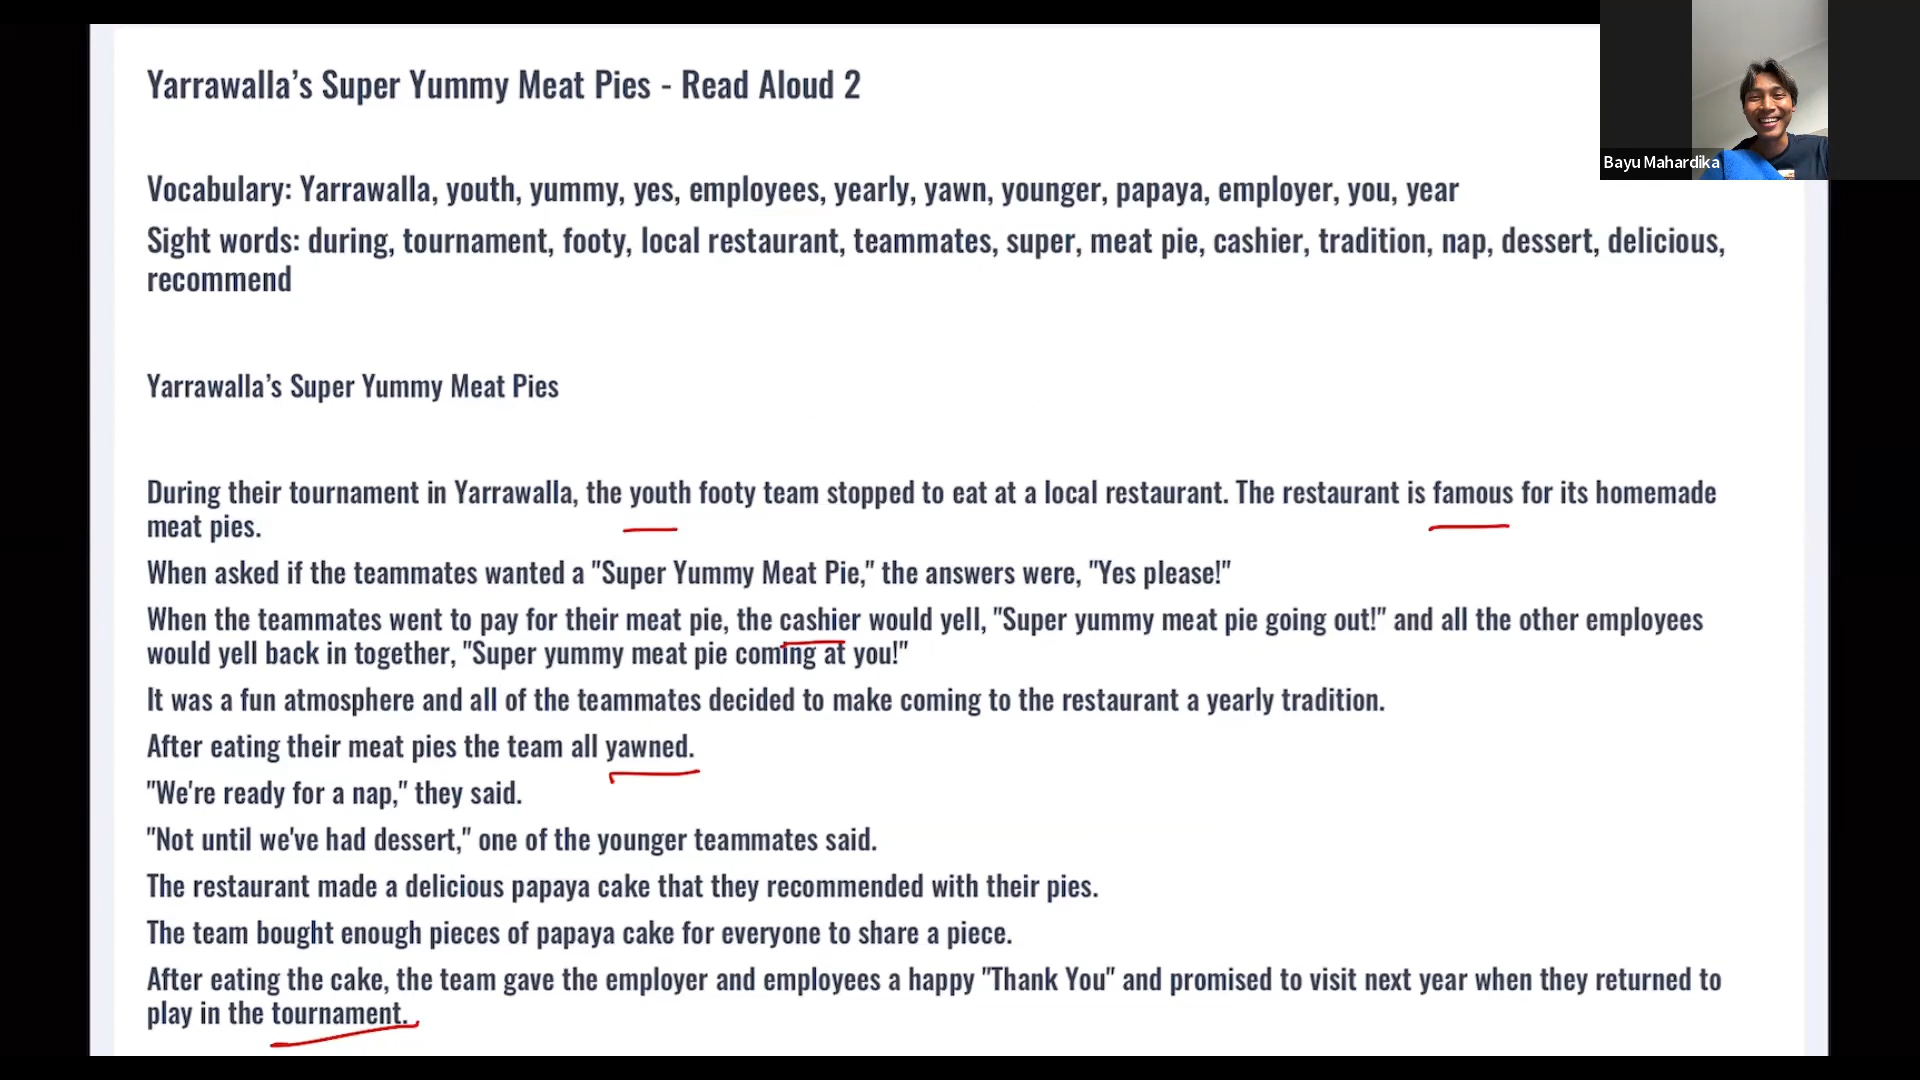 Yarrawalla’s Super Yummy Meat Pies - Read Aloud 2
Bayu Mahardika
Vocabulary: Yarrawalla, youth, yummy, yes, employees, yearly, yawn, younger, papaya, employer, you, year
Sight words: during, tournament, footy, local restaurant, teammates, super, meat pie, cashier, tradition, nap, dessert, delicious,
recommend
Yarrawalla’s Super Yummy Meat Pies
During their tournament in Yarrawalla, the youth footy team stopped to eat at a local restaurant. The restaurant is famous for its homemade
meat pies.
When asked if the teammates wanted a "Super Yummy Meat Pie," the answers were, "Yes please!"
When the teammates went to pay for their meat pie, the cashier would yell, "Super yummy meat pie going out!" and all the other employees
would yell back in together, "Super yummy meat pie coming at you!"
It was a fun atmosphere and all of the teammates decided to make coming to the restaurant a yearly tradition.
After eating their meat pies the team all yawned.
"We're ready for a nap," they said.
"Not until we've had dessert," one of the younger teammates said.
The restaurant made a delicious papaya cake that they recommended with their pies.
The team bought enough pieces of papaya cake for everyone to share a piece.
After eating the cake, the team gave the employer and employees a happy "Thank You" and promised to visit next year when they returned to
play in the tournament.